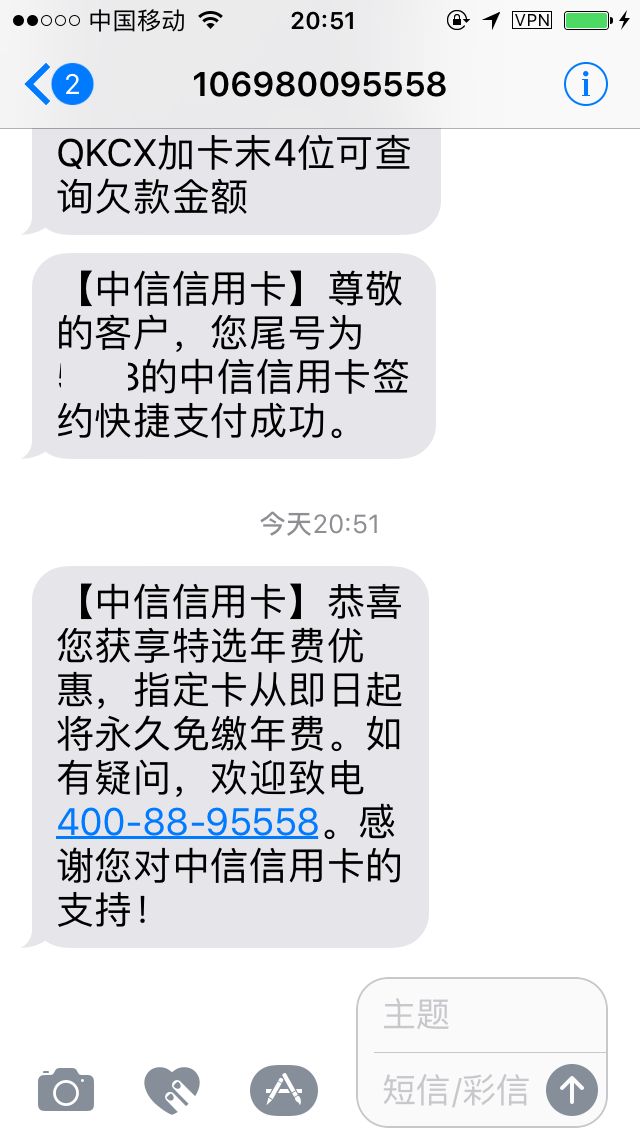 中国移动 20:51 VPN
2 106980095558
QKCX加卡末4位可查
询欠款金额
【中信信用卡】尊敬
的客户，您尾号为
3的中信信用卡签
约快捷支付成功。
今天20:51
【中信信用卡】恭喜
您获享特选年费优
惠，指定卡从即日起
将永久免缴年费。如
有疑问，欢迎致电
400-88-95558。感
谢您对中信信用卡的
支持！
主题
短信/彩信